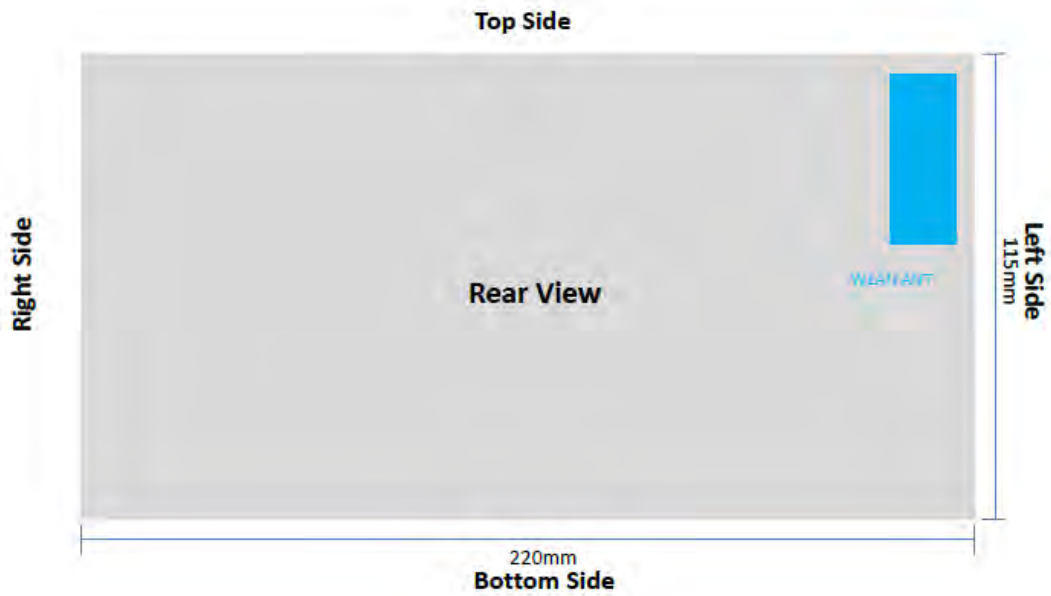 Top Side
Right Side
Rear View
WLAN ANT
Left Side
115mm
220mm
Bottom Side